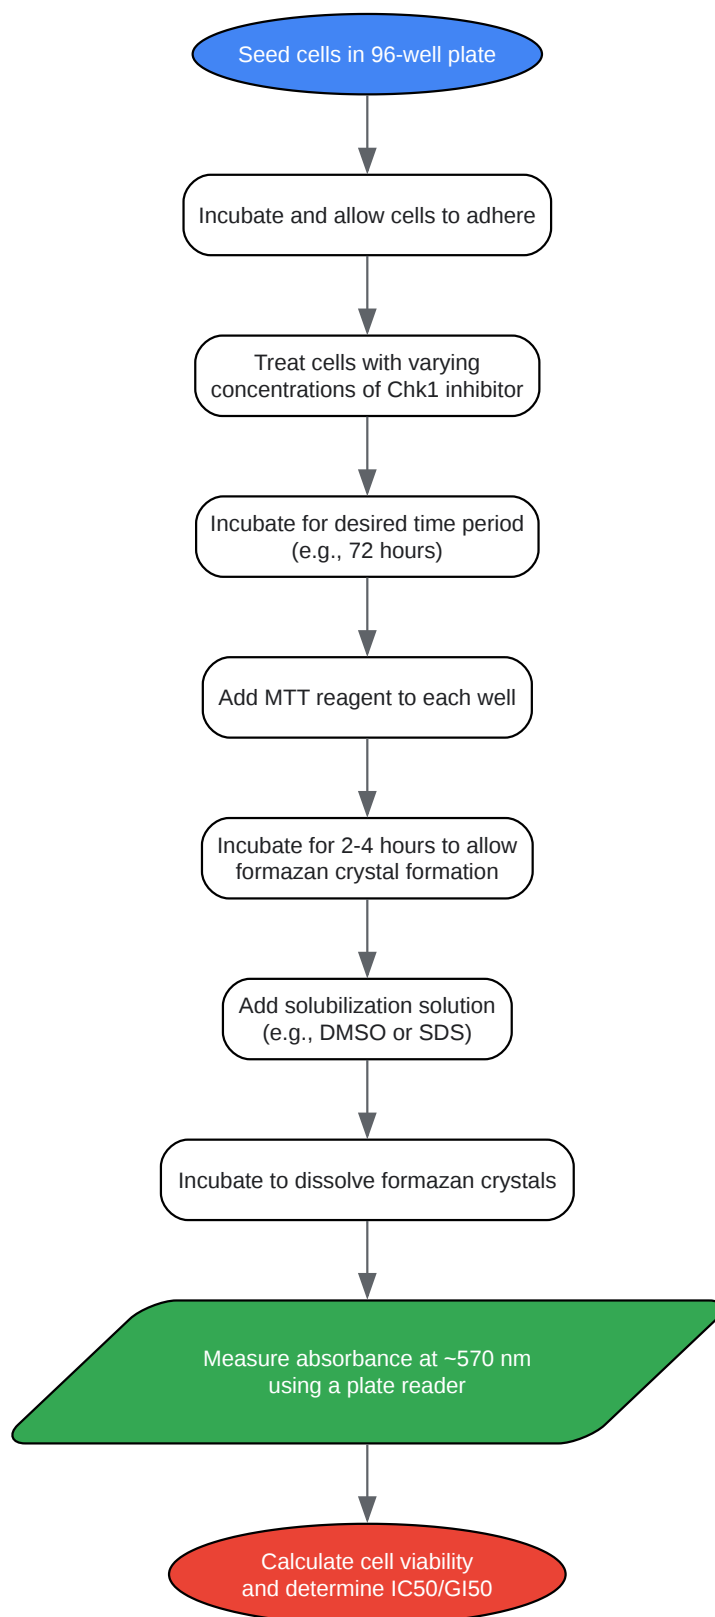 Seed cells in 96-well plate
Incubate and allow cells to adhere
Treat cells with varying
concentrations of Chk1 inhibitor
Incubate for desired time period
(e.g., 72 hours)
Add MTT reagent to each well
Incubate for 2-4 hours to allow
formazan crystal formation
Add solubilization solution
(e.g., DMSO or SDS)
Incubate to dissolve formazan crystals
Measure absorbance at ~570 nm
using a plate reader
Calculate cell viability
and determine IC50/GI50